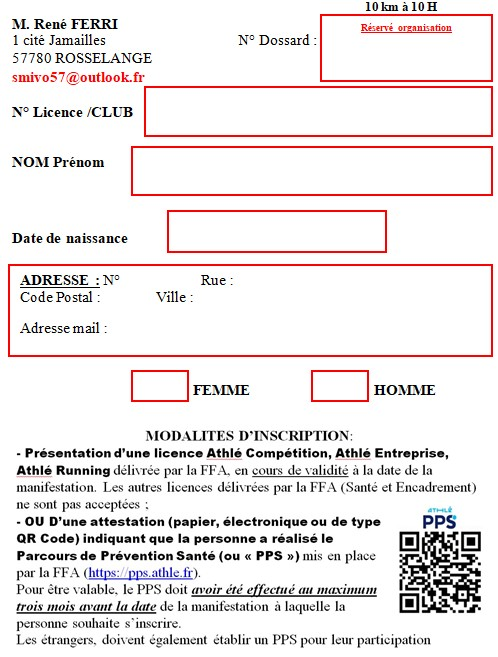 10 km à 10 H
M. René FERRI
1 cité Jamailles
N° Dossard :
Réservé organisation
57780 ROSSELANGE
smivo57@outlook.fr
N° Licence /CLUB
NOM Prénom
Date de naissance
ADRESSE : N° Rue :
Code Postal : Ville :
Adresse mail :
FEMME HOMME
MODALITES D’INSCRIPTION:
- Présentation d’une licence Athlé Compétition, Athlé Entreprise,
Athlé Running délivrée par la FFA, en cours de validité à la date de la
manifestation. Les autres licences délivrées par la FFA (Santé et Encadrement)
ne sont pas acceptées ;
- OU D’une attestation (papier, électronique ou de type
QR Code) indiquant que la personne a réalisé le
Parcours de Prévention Santé (ou « PPS ») mis en place
par la FFA (https://pps.athle.fr).
Pour être valable, le PPS doit avoir été effectué au maximum
trois mois avant la date de la manifestation à laquelle la
personne souhaite s’inscrire.
Les étrangers, doivent également établir un PPS pour leur participation
ATHLÉ
PPS